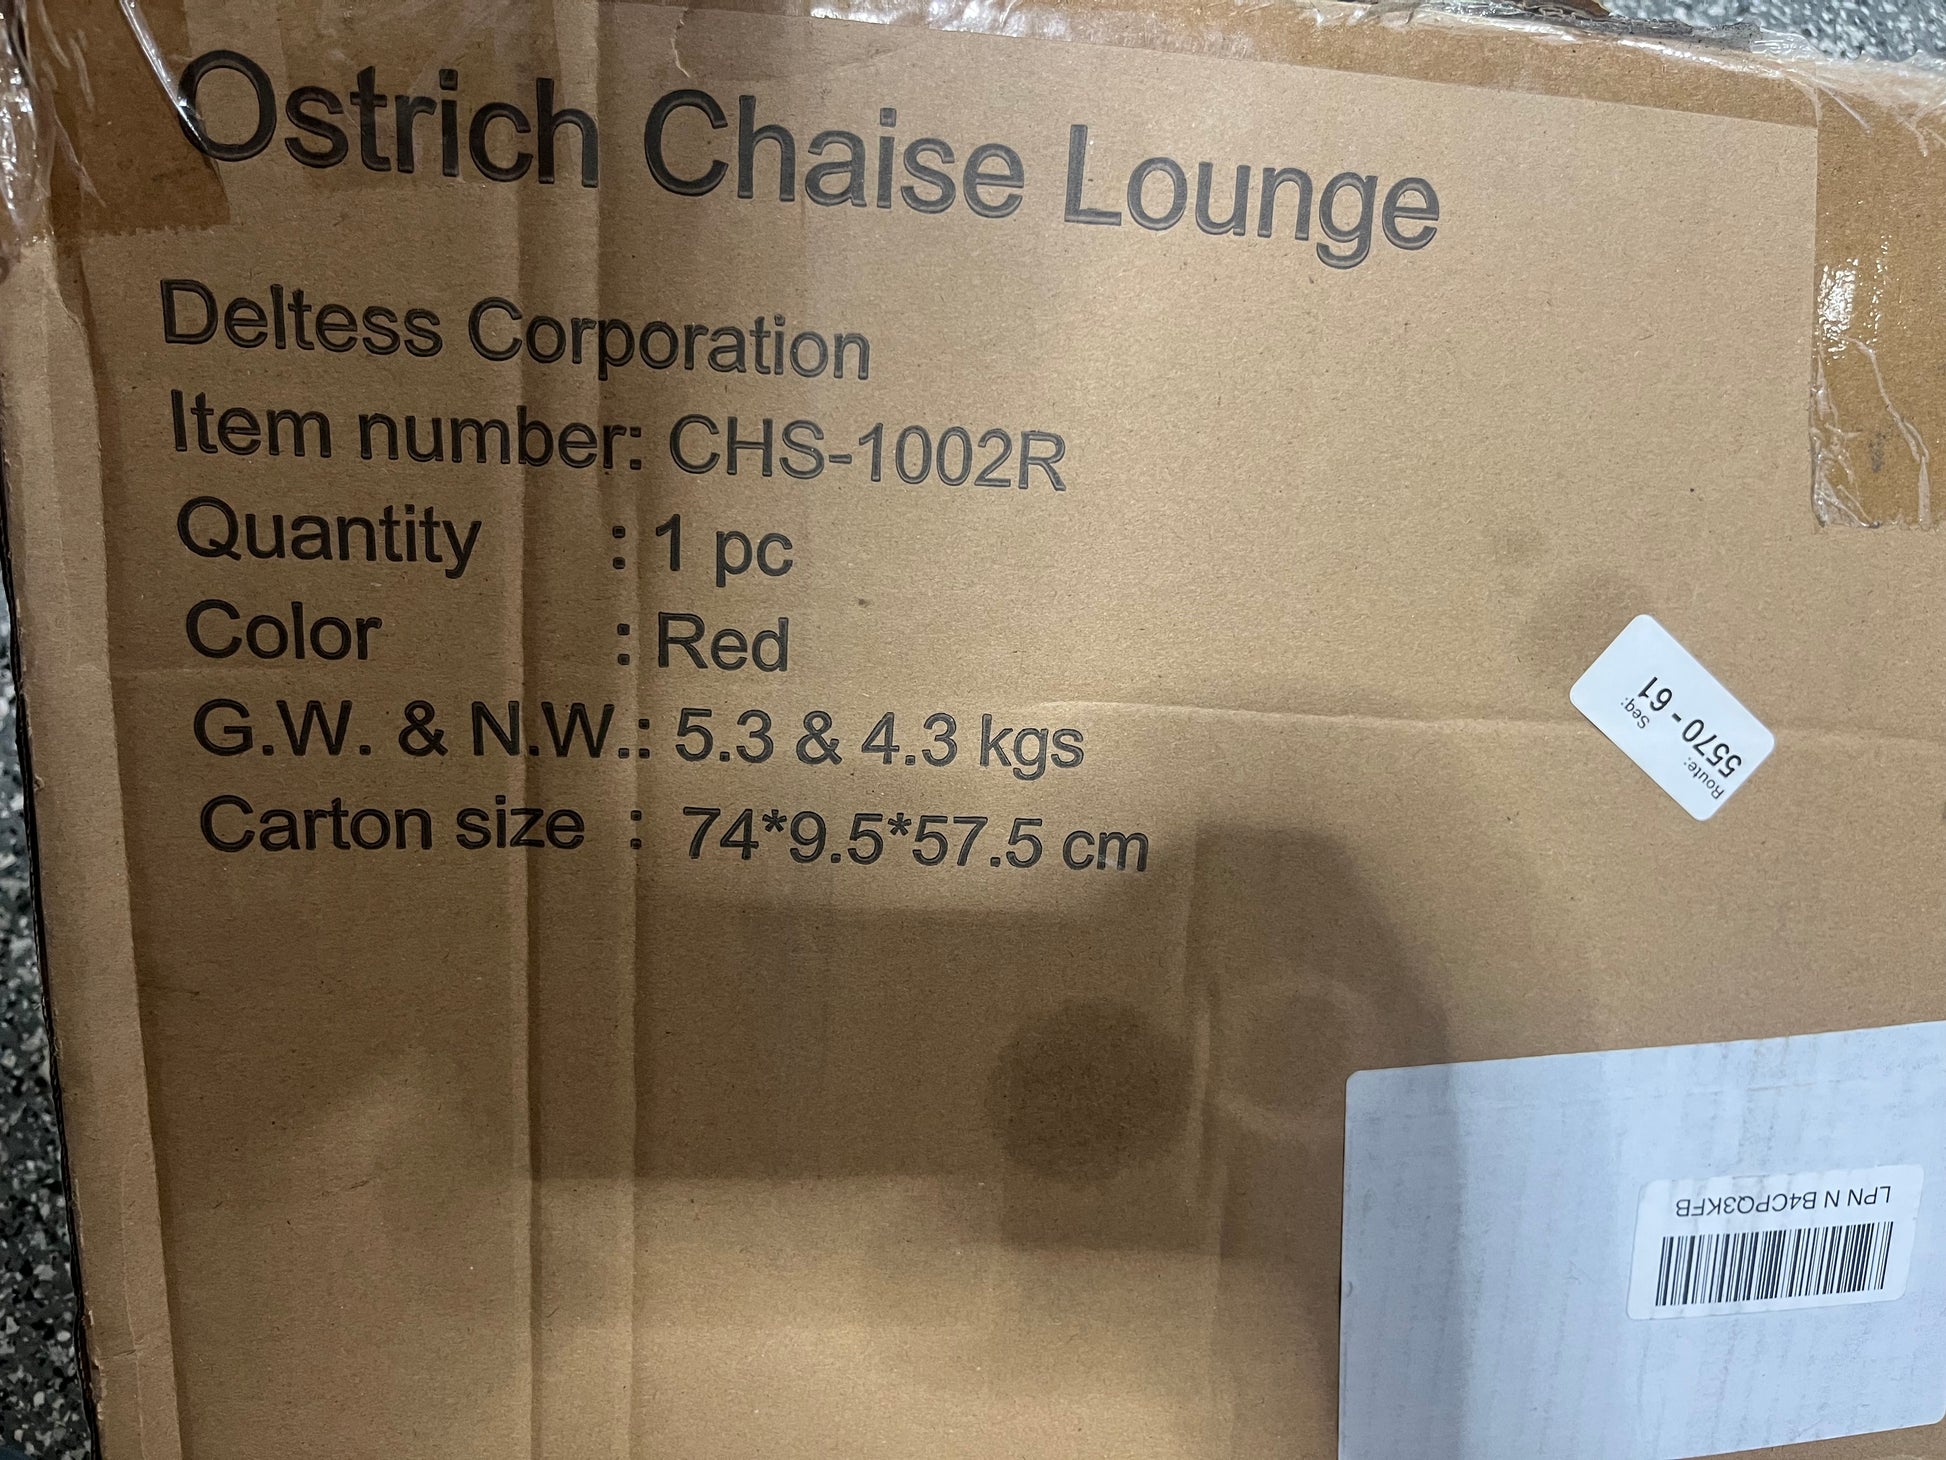 Ostrich Chaise Lounge
Deltess Corporation
Item number: CHS-1002R
Quantity : 1 pc
Color : Red
G.W. & N.W.: 5.3 & 4.3 kgs
Carton size : 74*9.5*57.5 cm
Route: Seq:
5570 - 61
LPN N B4CPQ3KFB